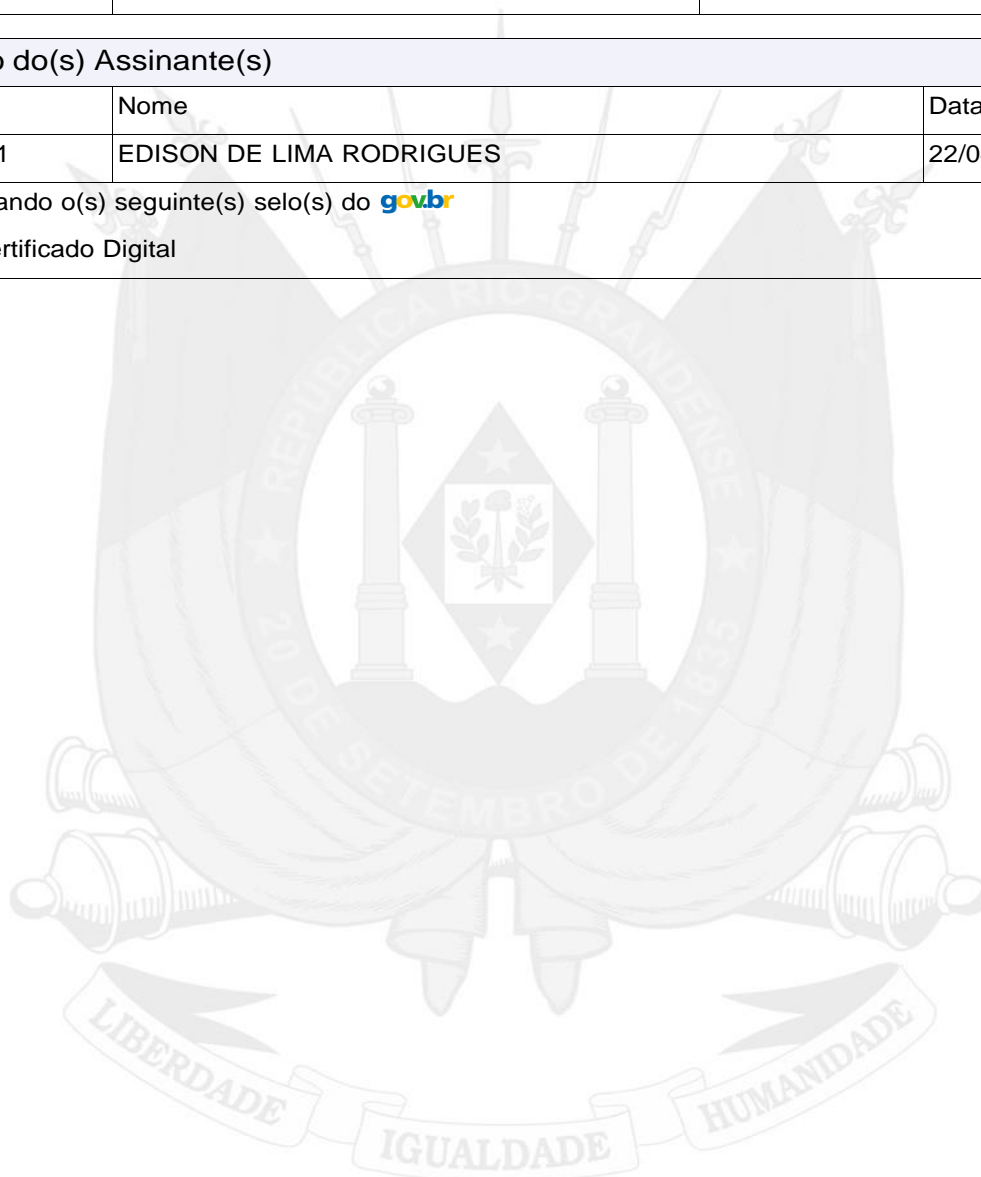 o do(s) Assinante(s)
Nome Data
1 EDISON DE LIMA RODRIGUES 22/0
ando o(s) seguinte(s) selo(s) do gov.br
ertificado Digital
REPÚBLICA RIO-GRANDENSE
20 DE SETEMBRO DE 1835
LIBERDADE IGUALDADE HUMANIDADE